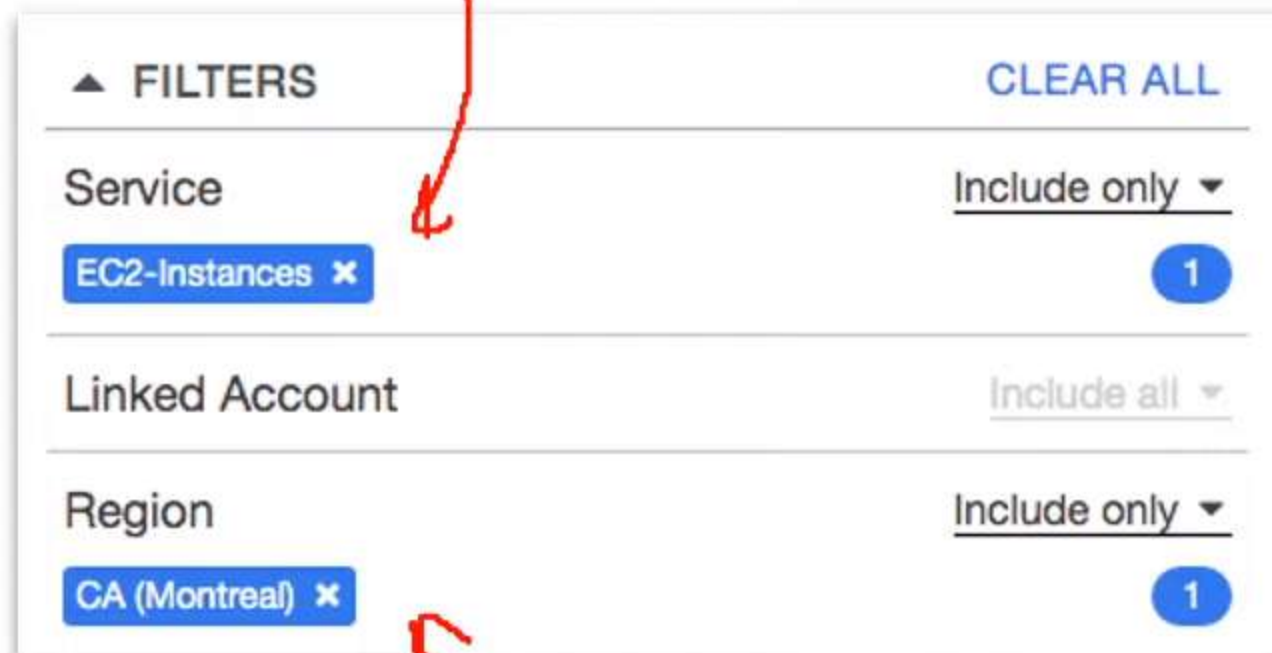 FILTERS CLEAR ALL
Service Include only
EC2-Instances × 1
Linked Account Include all
Region Include only
CA (Montreal) × 1